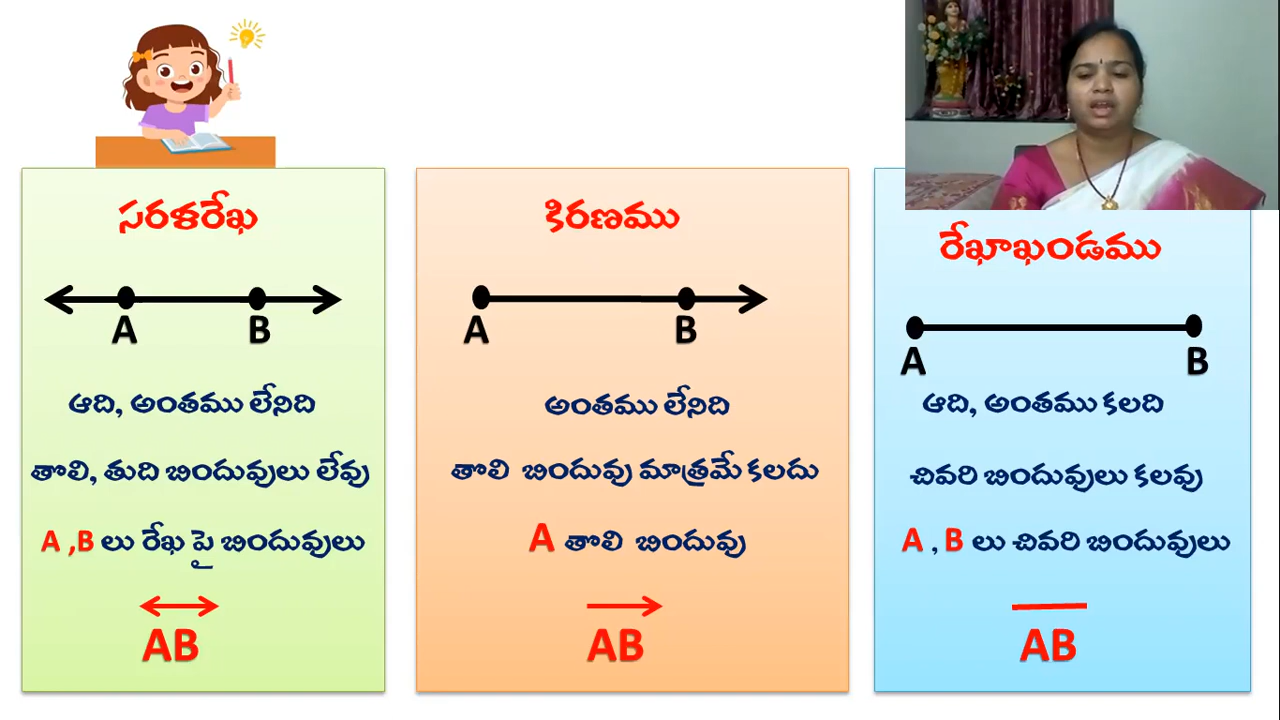 సరళరేఖ
A B
ఆది, అంతము లేనిది
తొలి, తుది బిందువులు లేవు
A ,B లు రేఖ పై బిందువులు
AB
కిరణము
A B
అంతము లేనిది
తొలి బిందువు మాత్రమే కలదు
A తొలి బిందువు
AB
రేఖాఖండము
A B
ఆది, అంతము కలది
చివరి బిందువులు కలవు
A , B లు చివరి బిందువులు
AB